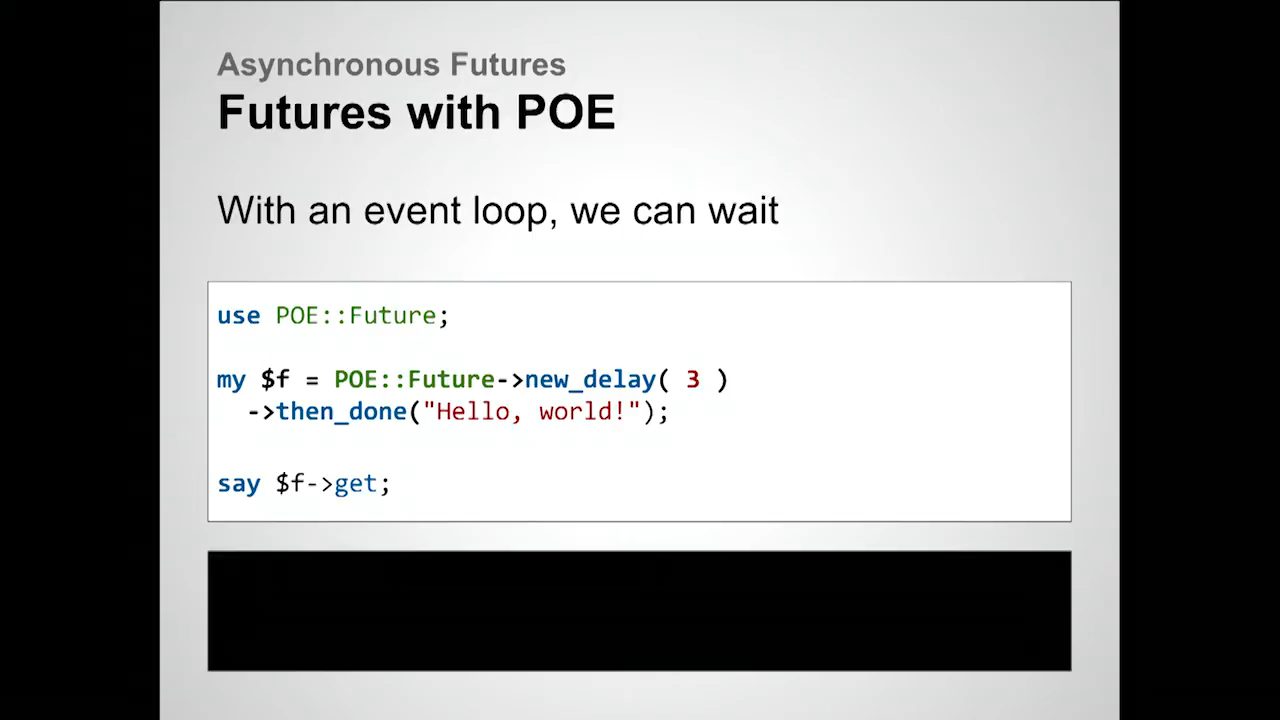 Asynchronous Futures
Futures with POE
With an event loop, we can wait
use POE::Future;
my $f = POE::Future->new_delay( 3 )
->then_done("Hello, world!");
say $f->get;